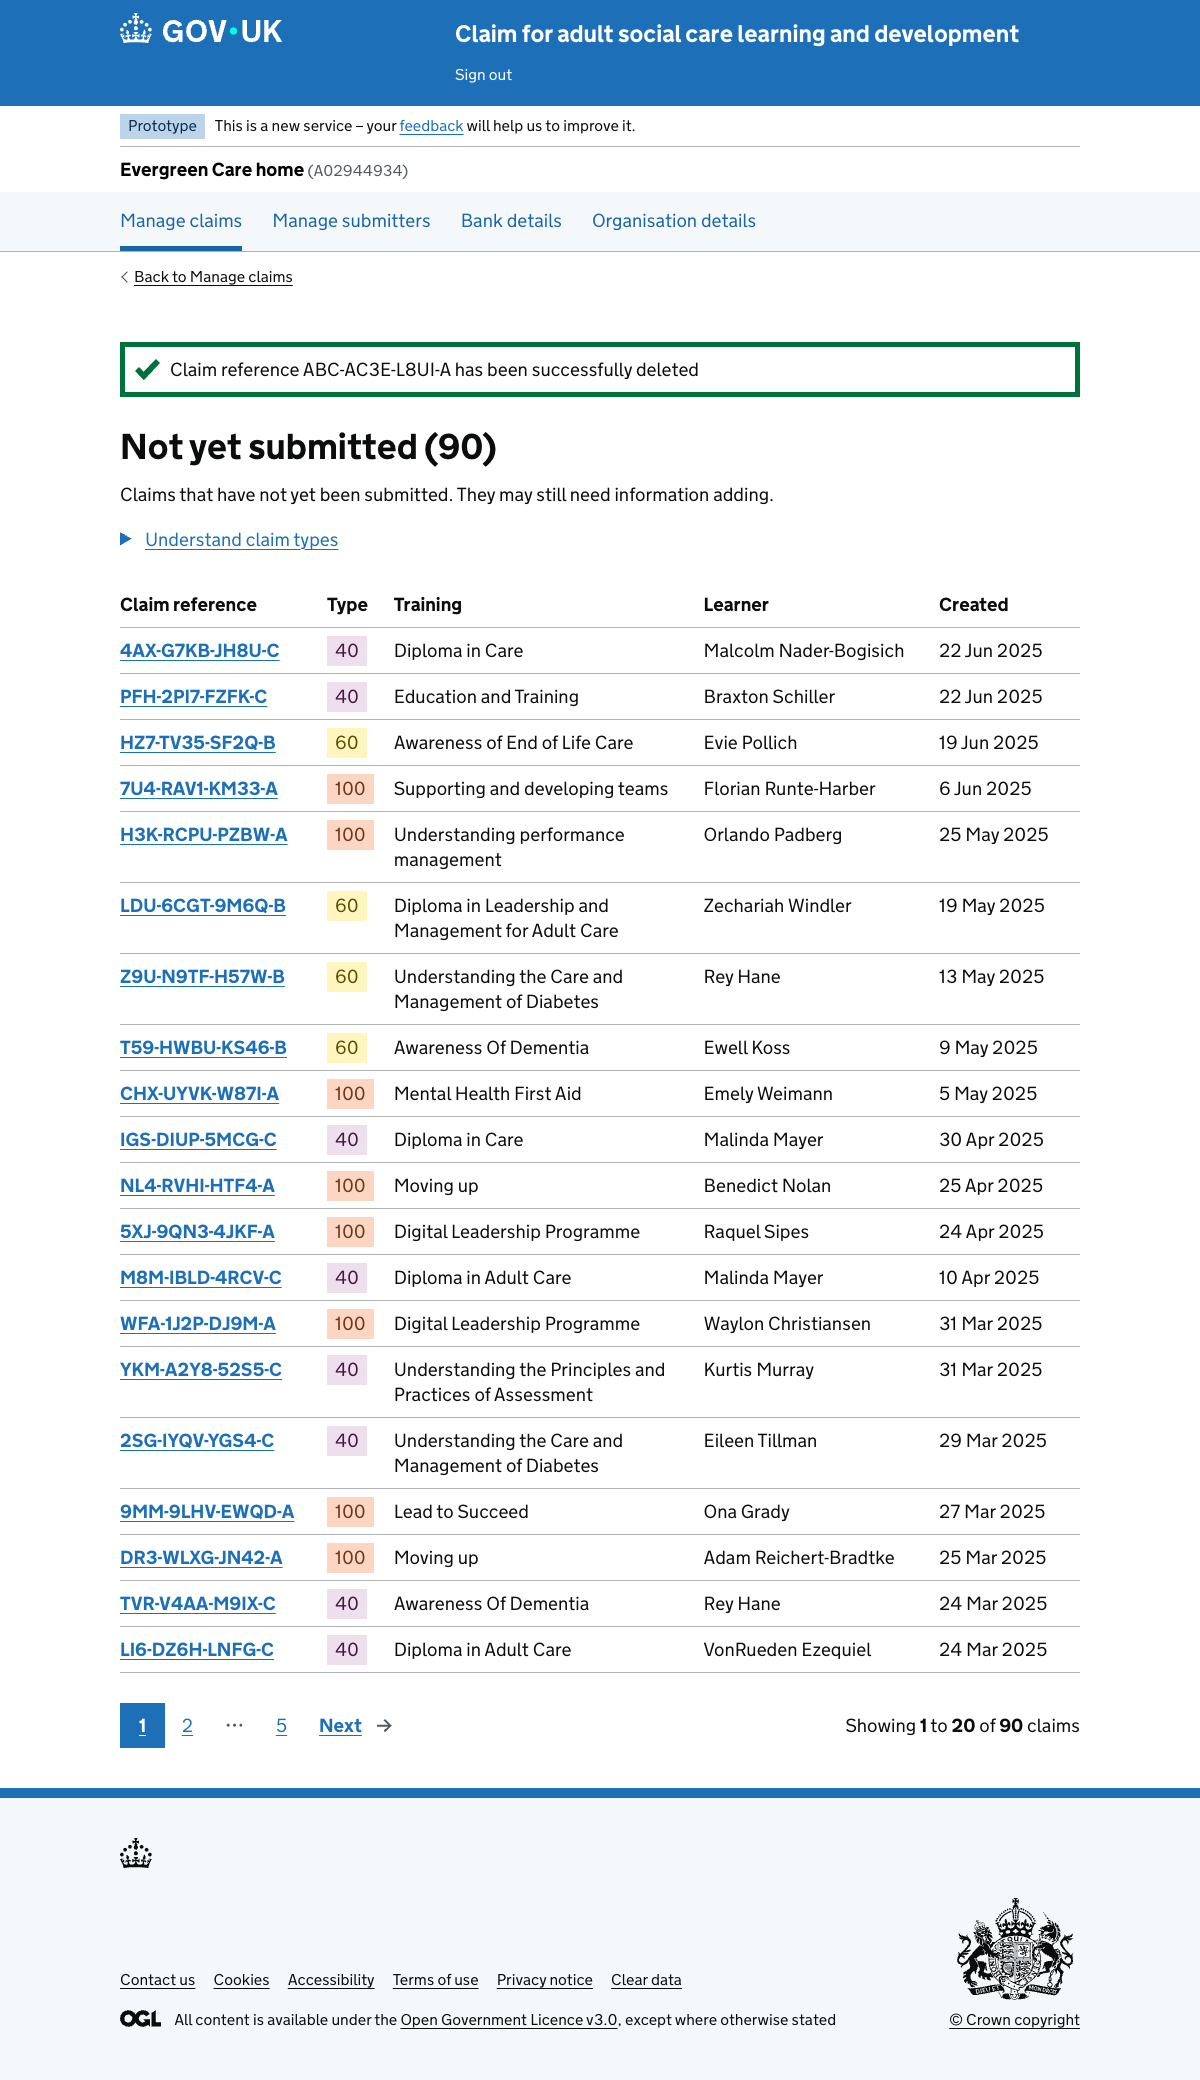 GOV·UK
Claim for adult social care learning and development
Sign out
Prototype This is a new service – your feedback will help us to improve it.
Evergreen Care home (A02944934)
Manage claims Manage submitters Bank details Organisation details
Back to Manage claims
Claim reference ABC-AC3E-L8UI-A has been successfully deleted
Not yet submitted (90)
Claims that have not yet been submitted. They may still need information adding.
Understand claim types
Claim reference Type Training Learner Created
4AX-G7KB-JH8U-C 40 Diploma in Care Malcolm Nader-Bogisich 22 Jun 2025
PFH-2PI7-FZFK-C 40 Education and Training Braxton Schiller 22 Jun 2025
HZ7-TV35-SF2Q-B 60 Awareness of End of Life Care Evie Pollich 19 Jun 2025
7U4-RAV1-KM33-A 100 Supporting and developing teams Florian Runte-Harber 6 Jun 2025
H3K-RCPU-PZBW-A 100 Understanding performance Orlando Padberg 25 May 2025
management
LDU-6CGT-9M6Q-B 60 Diploma in Leadership and Zechariah Windler 19 May 2025
Management for Adult Care
Z9U-N9TF-H57W-B 60 Understanding the Care and Rey Hane 13 May 2025
Management of Diabetes
T59-HWBU-KS46-B 60 Awareness Of Dementia Ewell Koss 9 May 2025
CHX-UYVK-W87I-A 100 Mental Health First Aid Emely Weimann 5 May 2025
IGS-DIUP-5MCG-C 40 Diploma in Care Malinda Mayer 30 Apr 2025
NL4-RVHI-HTF4-A 100 Moving up Benedict Nolan 25 Apr 2025
5XJ-9QN3-4JKF-A 100 Digital Leadership Programme Raquel Sipes 24 Apr 2025
M8M-IBLD-4RCV-C 40 Diploma in Adult Care Malinda Mayer 10 Apr 2025
WFA-1J2P-DJ9M-A 100 Digital Leadership Programme Waylon Christiansen 31 Mar 2025
YKM-A2Y8-52S5-C 40 Understanding the Principles and Kurtis Murray 31 Mar 2025
Practices of Assessment
2SG-IYQV-YGS4-C 40 Understanding the Care and Eileen Tillman 29 Mar 2025
Management of Diabetes
9MM-9LHV-EWQD-A 100 Lead to Succeed Ona Grady 27 Mar 2025
DR3-WLXG-JN42-A 100 Moving up Adam Reichert-Bradtke 25 Mar 2025
TVR-V4AA-M9IX-C 40 Awareness Of Dementia Rey Hane 24 Mar 2025
LI6-DZ6H-LNFG-C 40 Diploma in Adult Care VonRueden Ezequiel 24 Mar 2025
1 2 ... 5 Next Showing 1 to 20 of 90 claims
Contact us Cookies Accessibility Terms of use Privacy notice Clear data
OGL All content is available under the Open Government Licence v3.0, except where otherwise stated
© Crown copyright